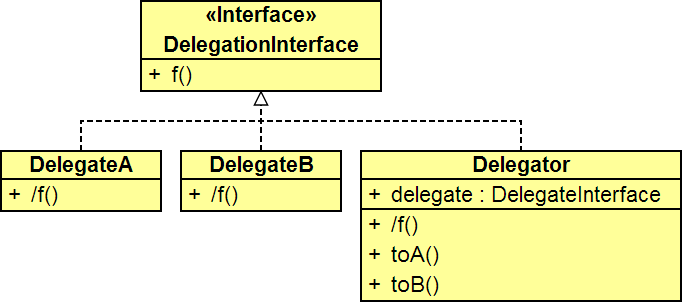 «Interface»
DelegationInterface
+ f()
DelegateA
+ /f()
DelegateB
+ /f()
Delegator
+ delegate : DelegateInterface
+ /f()
+ toA()
+ toB()